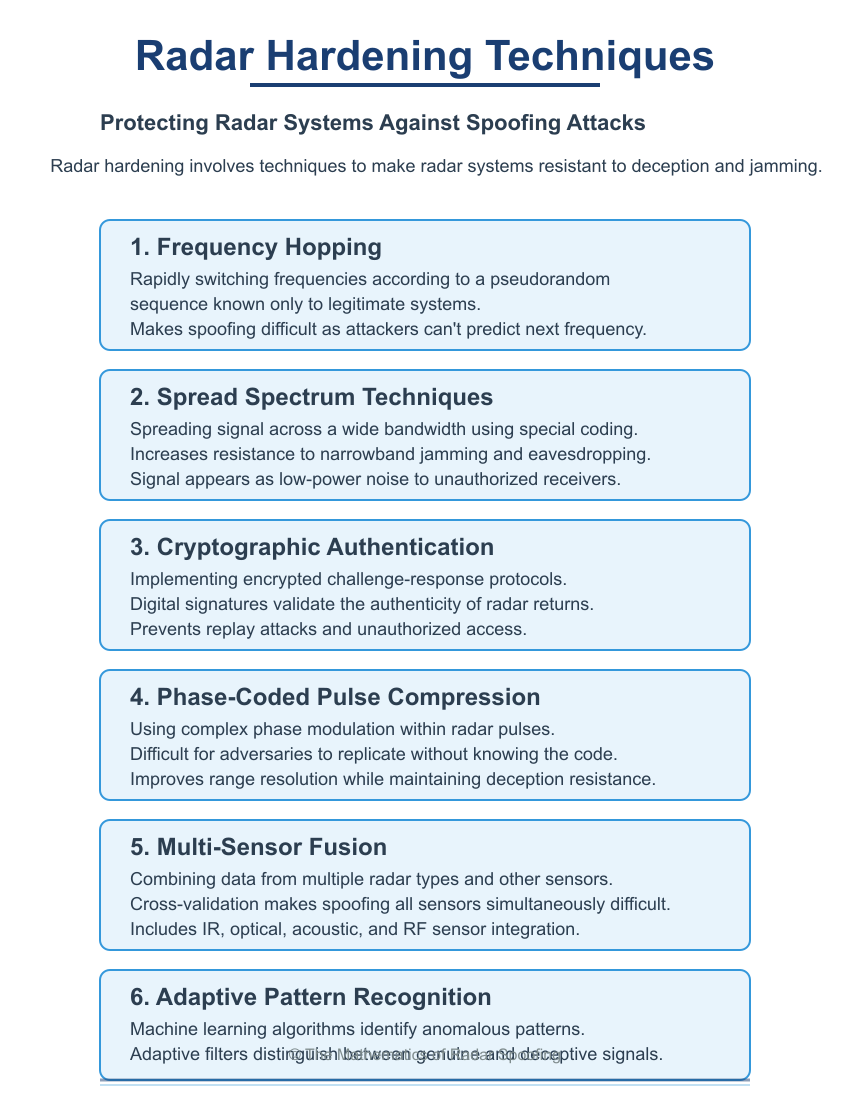 Radar Hardening Techniques
Protecting Radar Systems Against Spoofing Attacks
Radar hardening involves techniques to make radar systems resistant to deception and jamming.
1. Frequency Hopping
Rapidly switching frequencies according to a pseudorandom
sequence known only to legitimate systems.
Makes spoofing difficult as attackers can't predict next frequency.
2. Spread Spectrum Techniques
Spreading signal across a wide bandwidth using special coding.
Increases resistance to narrowband jamming and eavesdropping.
Signal appears as low-power noise to unauthorized receivers.
3. Cryptographic Authentication
Implementing encrypted challenge-response protocols.
Digital signatures validate the authenticity of radar returns.
Prevents replay attacks and unauthorized access.
4. Phase-Coded Pulse Compression
Using complex phase modulation within radar pulses.
Difficult for adversaries to replicate without knowing the code.
Improves range resolution while maintaining deception resistance.
5. Multi-Sensor Fusion
Combining data from multiple radar types and other sensors.
Cross-validation makes spoofing all sensors simultaneously difficult.
Includes IR, optical, acoustic, and RF sensor integration.
6. Adaptive Pattern Recognition
Machine learning algorithms identify anomalous patterns.
Adaptive filters distinguish between genuine and deceptive signals.
© The Mathematics of Radar Spoofing